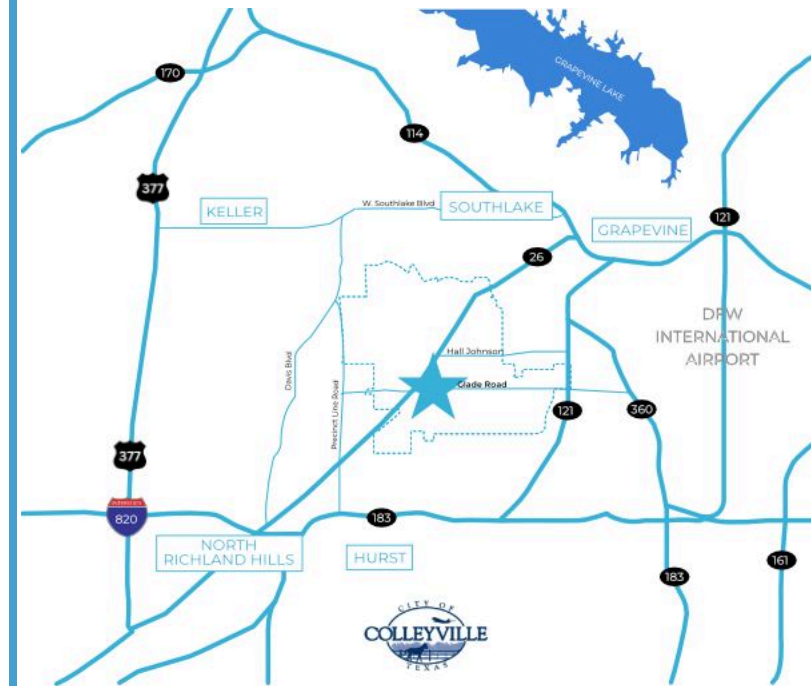 GRAPEVINE LAKE
170
114
377
KELLER
W. Southlake Blvd
SOUTHLAKE
121
GRAPEVINE
26
DFW
INTERNATIONAL
AIRPORT
Hall Johnson
Davis Blvd
Precinct Line Road
Glade Road
121
360
377
INTERSTATE
820
183
NORTH
RICHLAND HILLS
HURST
161
183
CITY OF
COLLEYVILLE
TEXAS